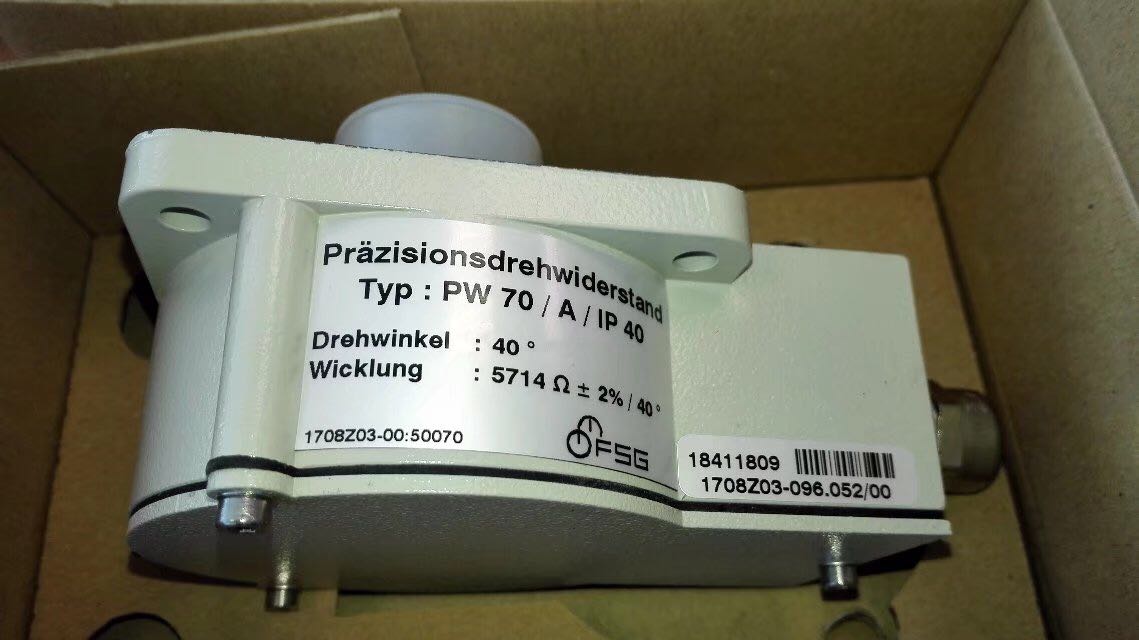 Präzisionsdrehwiderstand
Typ : PW 70 / A / IP 40
Drehwinkel : 40 °
Wicklung : 5714 Ω ± 2% / 40°
1708Z03-00:50070
FSG
18411809
1708Z03-096.052/00